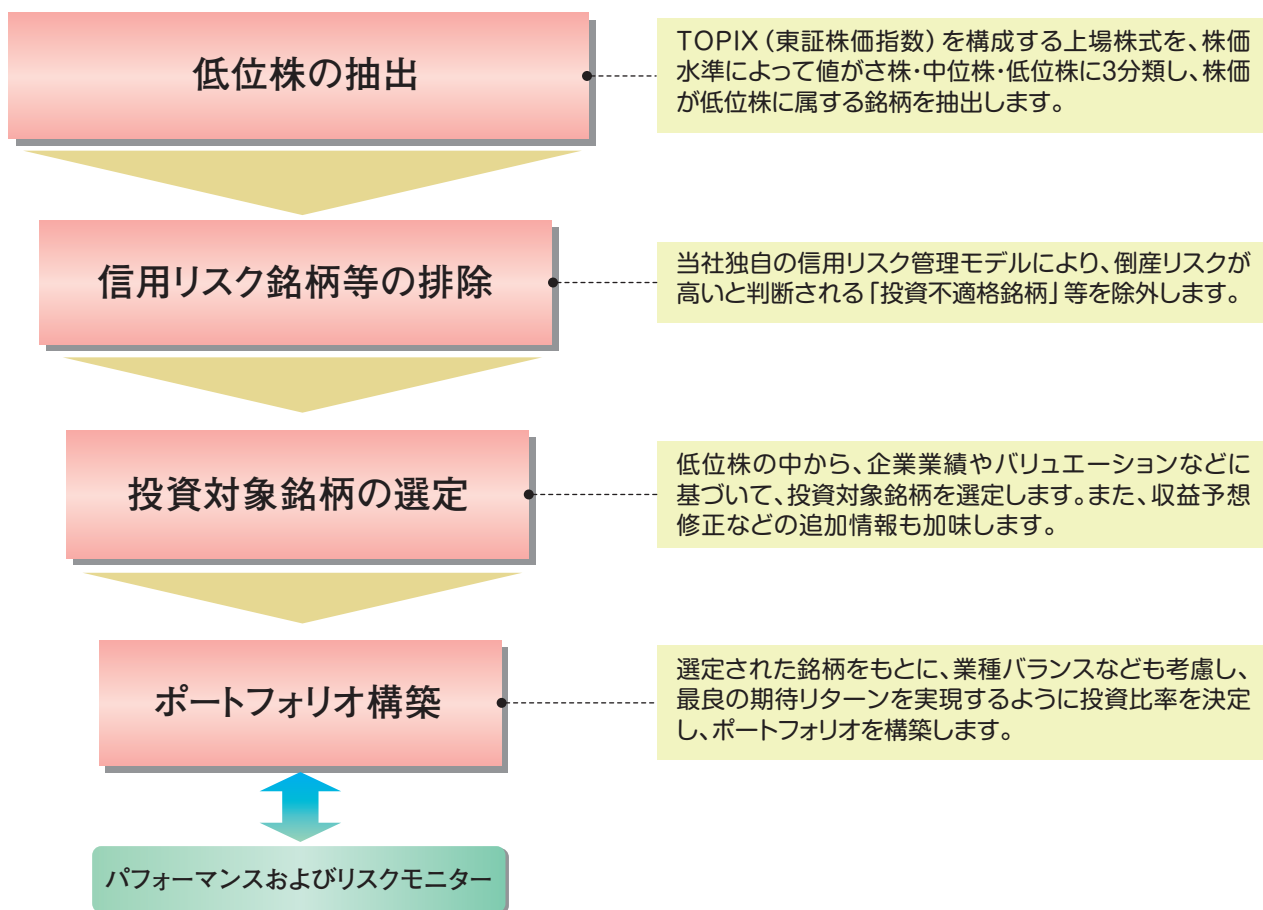 低位株の抽出
TOPIX（東証株価指数）を構成する上場株式を、株価
水準によって値がさ株・中位株・低位株に3分類し、株価
が低位株に属する銘柄を抽出します。
信用リスク銘柄等の排除
当社独自の信用リスク管理モデルにより、倒産リスクが
高いと判断される「投資不適格銘柄」等を除外します。
投資対象銘柄の選定
低位株の中から、企業業績やバリュエーションなどに
基づいて、投資対象銘柄を選定します。また、収益予想
修正などの追加情報も加味します。
ポートフォリオ構築
選定された銘柄をもとに、業種バランスなども考慮し、
最良の期待リターンを実現するように投資比率を決定
し、ポートフォリオを構築します。
パフォーマンスおよびリスクモニター